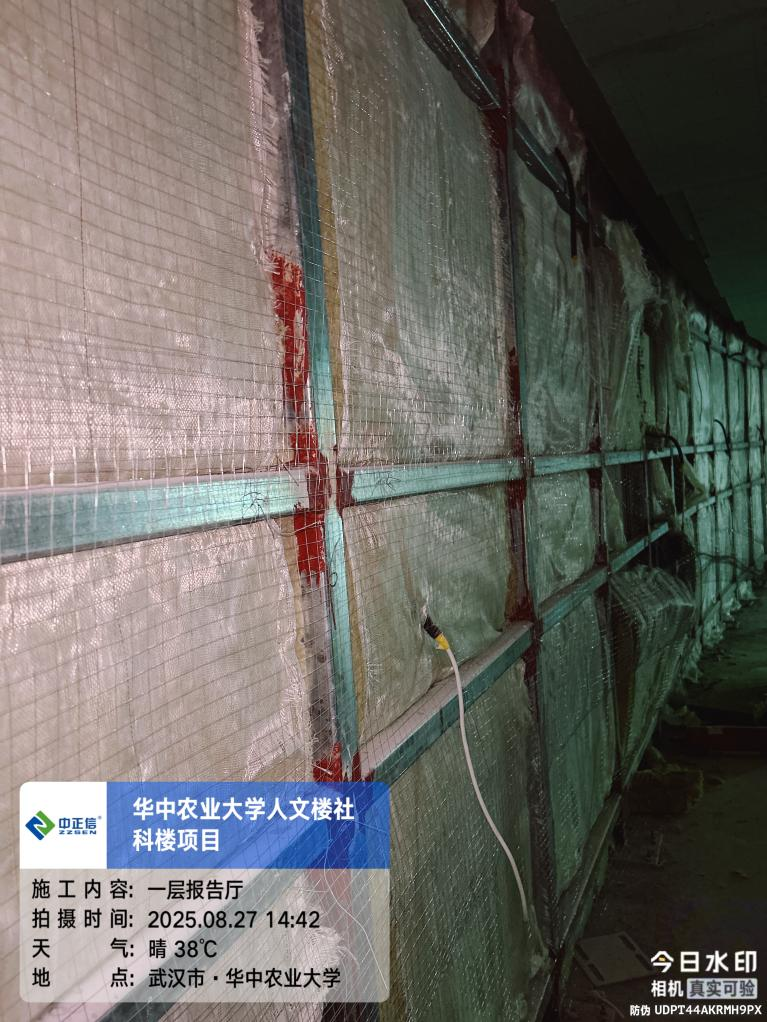 中正信®
ZZSEN
华中农业大学人文楼社
科楼项目
施工内容: 一层报告厅
拍摄时间: 2025.08.27 14:42
天气: 晴 38℃
地点: 武汉市·华中农业大学
今日水印
相机 真实可验
防伪 UDPT44AKRMH9PX